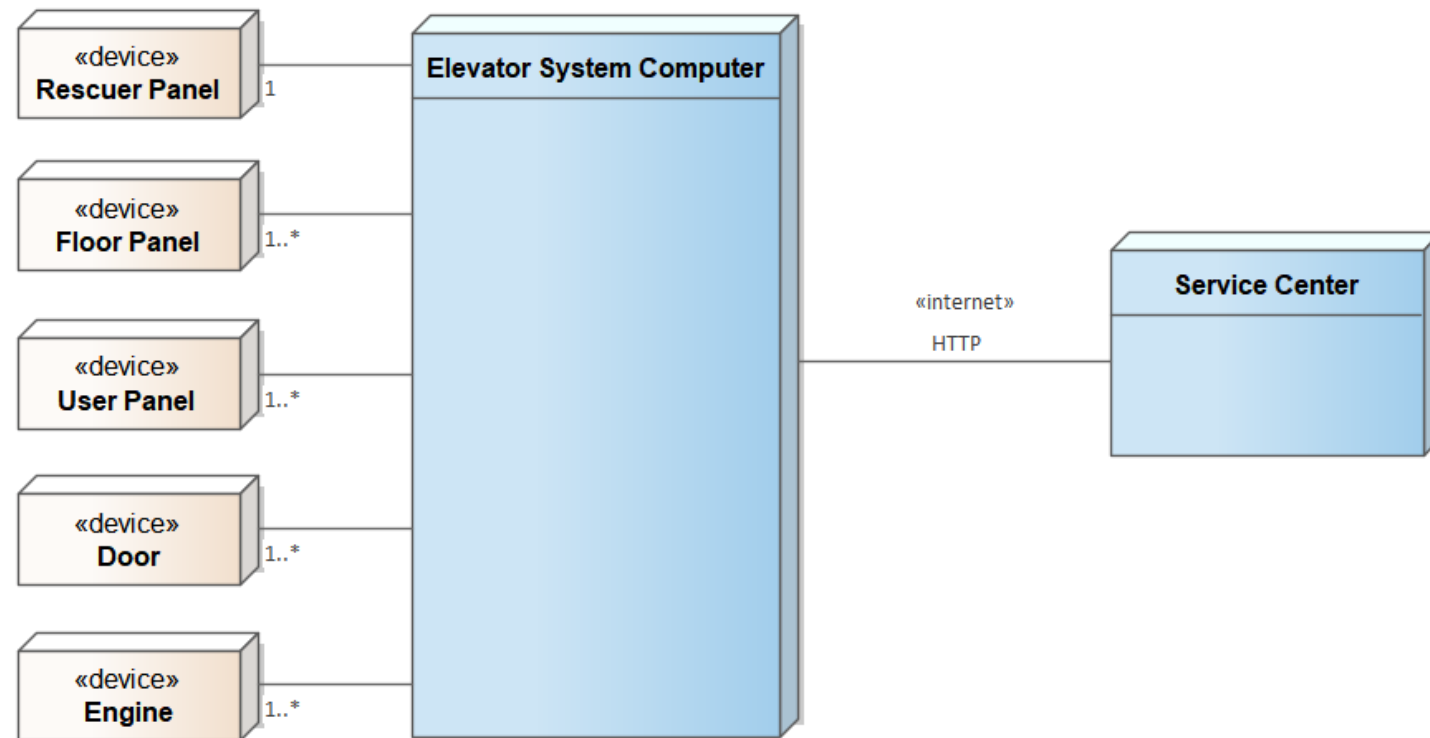 «device»
Rescuer Panel
1
Elevator System Computer
«device»
Floor Panel
1..*
«device»
User Panel
1..*
«device»
Door
1..*
«device»
Engine
1..*
«internet»
HTTP
Service Center